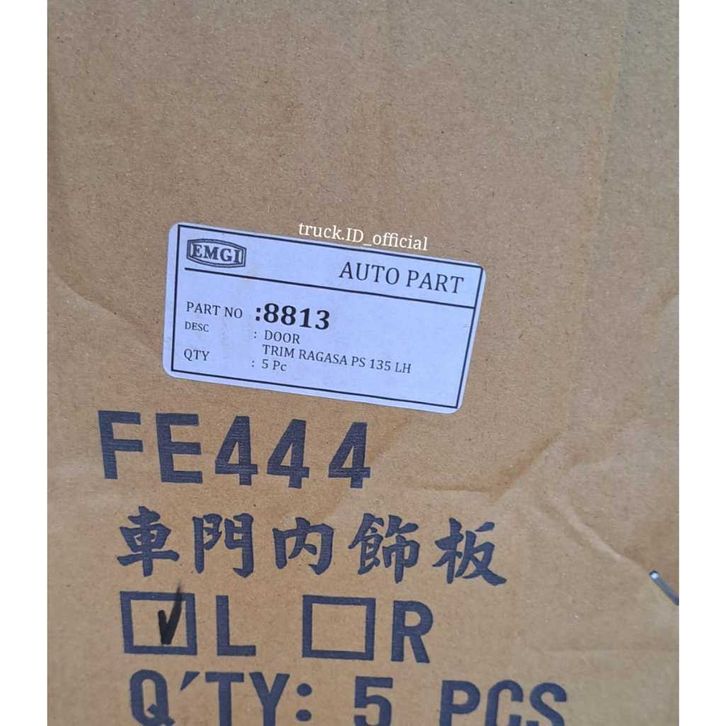 truck.ID_official
EMGI
AUTO PART
PART NO :8813
DESC : DOOR
TRIM RAGASA PS 135 LH
QTY : 5 Pc
FE444
車門內飾板
L R
Q'TY: 5 PCS